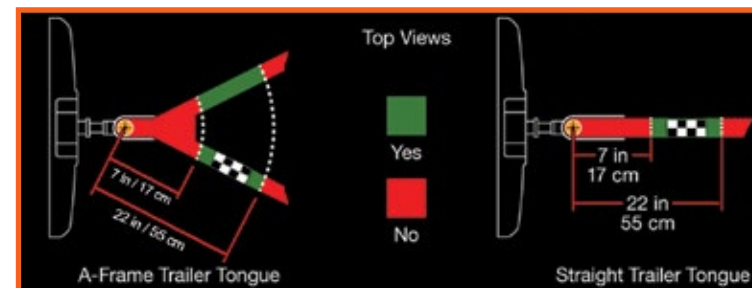 Top Views
Yes
No
7 in / 17 cm
22 in / 55 cm
A-Frame Trailer Tongue
7 in
17 cm
22 in
55 cm
Straight Trailer Tongue